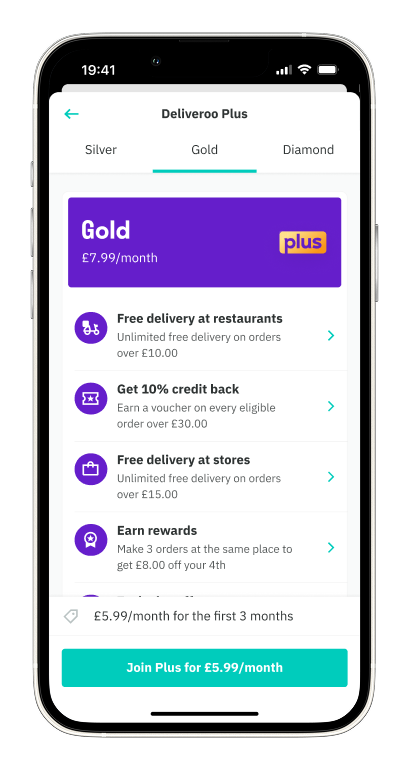 19:41
Deliveroo Plus
Silver Gold Diamond
Gold
£7.99/month
plus
Free delivery at restaurants
Unlimited free delivery on orders
over £10.00
Get 10% credit back
Earn a voucher on every eligible
order over £30.00
Free delivery at stores
Unlimited free delivery on orders
over £15.00
Earn rewards
Make 3 orders at the same place to
get £8.00 off your 4th
£5.99/month for the first 3 months
Join Plus for £5.99/month